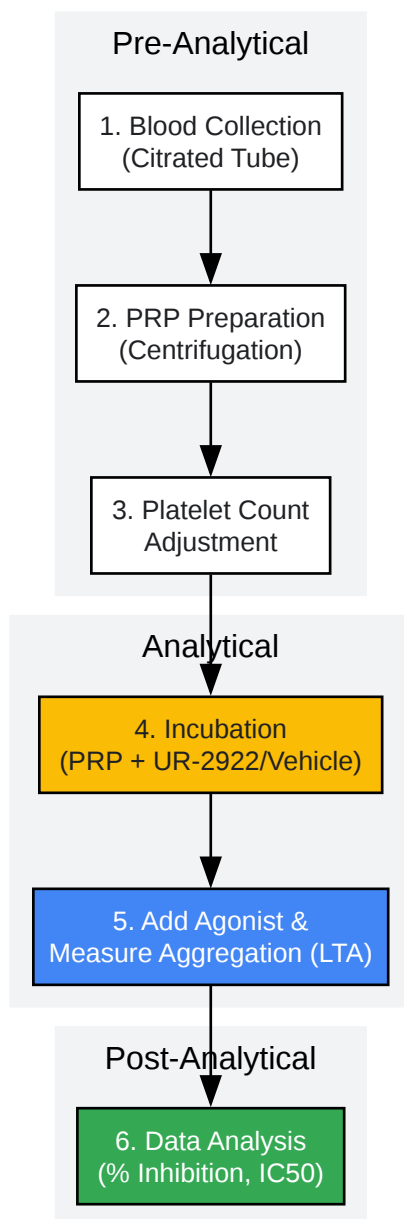 Pre-Analytical
1. Blood Collection
(Citrated Tube)
2. PRP Preparation
(Centrifugation)
3. Platelet Count
Adjustment
Analytical
4. Incubation
(PRP + UR-2922/Vehicle)
5. Add Agonist &
Measure Aggregation (LTA)
Post-Analytical
6. Data Analysis
(% Inhibition, IC50)